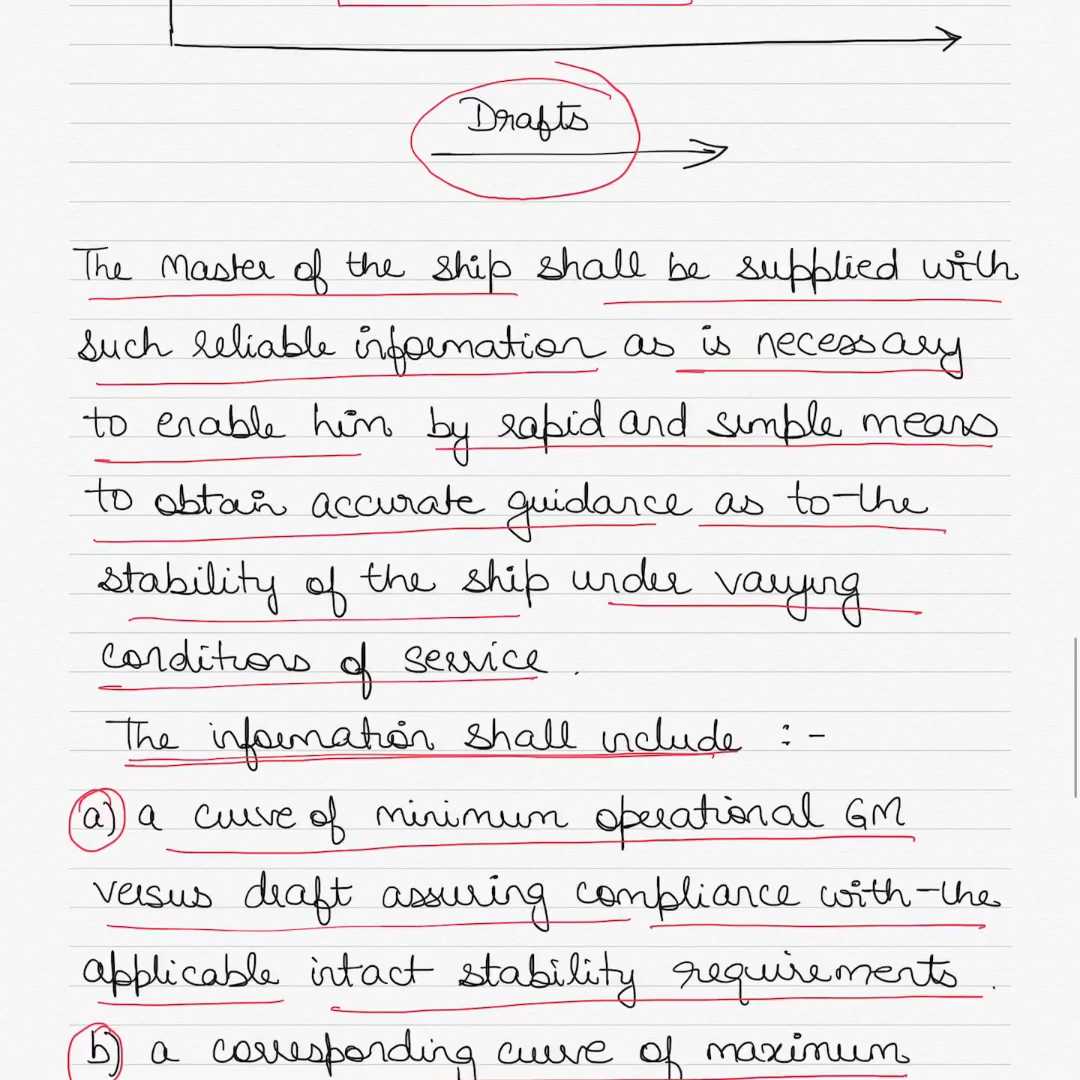 Drafts
The Master of the ship shall be supplied with
such reliable information as is necessary
to enable him by rapid and simple means
to obtain accurate guidance as to the
stability of the ship under varying
conditions of service .
The information shall include :-
a) a curve of minimum operational GM
versus draft assuring compliance with the
applicable intact stability requirements .
b) a corresponding curve of maximum